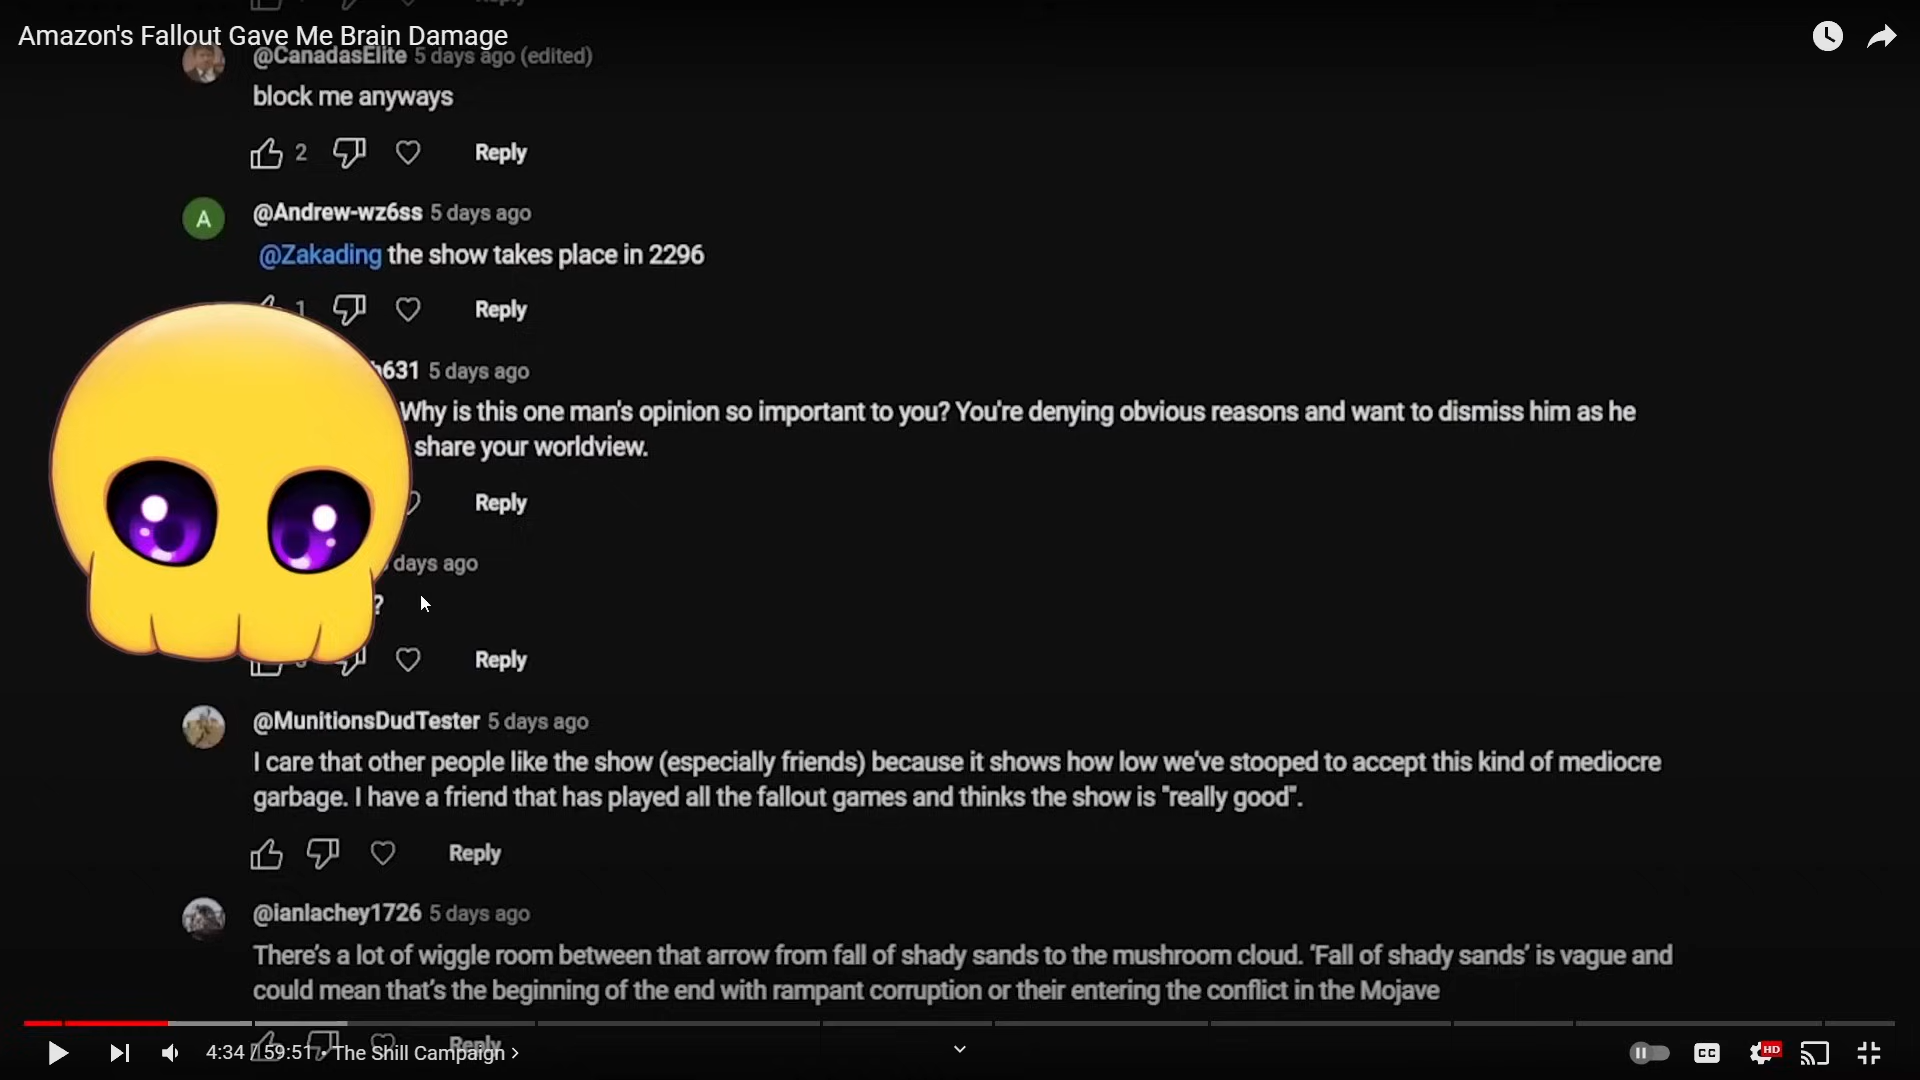 Reply
Amazon's Fallout Gave Me Brain Damage
@CanadasElite 5 days ago (edited)
block me anyways
2 Reply
A
@Andrew-wz6ss 5 days ago
@Zakading the show takes place in 2296
1 Reply
631 5 days ago
Why is this one man's opinion so important to you? You're denying obvious reasons and want to dismiss him as he
share your worldview.
Reply
days ago
?
Reply
@MunitionsDudTester 5 days ago
I care that other people like the show (especially friends) because it shows how low we've stooped to accept this kind of mediocre
garbage. I have a friend that has played all the fallout games and thinks the show is "really good".
Reply
@ianlachey1726 5 days ago
There's a lot of wiggle room between that arrow from fall of shady sands to the mushroom cloud. 'Fall of shady sands' is vague and
could mean that's the beginning of the end with rampant corruption or their entering the conflict in the Mojave
Reply
4:34 / 59:51 • The Shill Campaign >
CC
HD